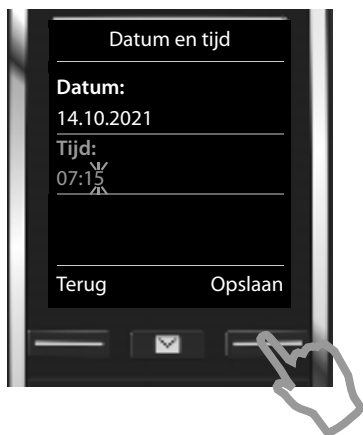 Datum en tijd
Datum:
14.10.2021
Tijd:
07:15
Terug Opslaan